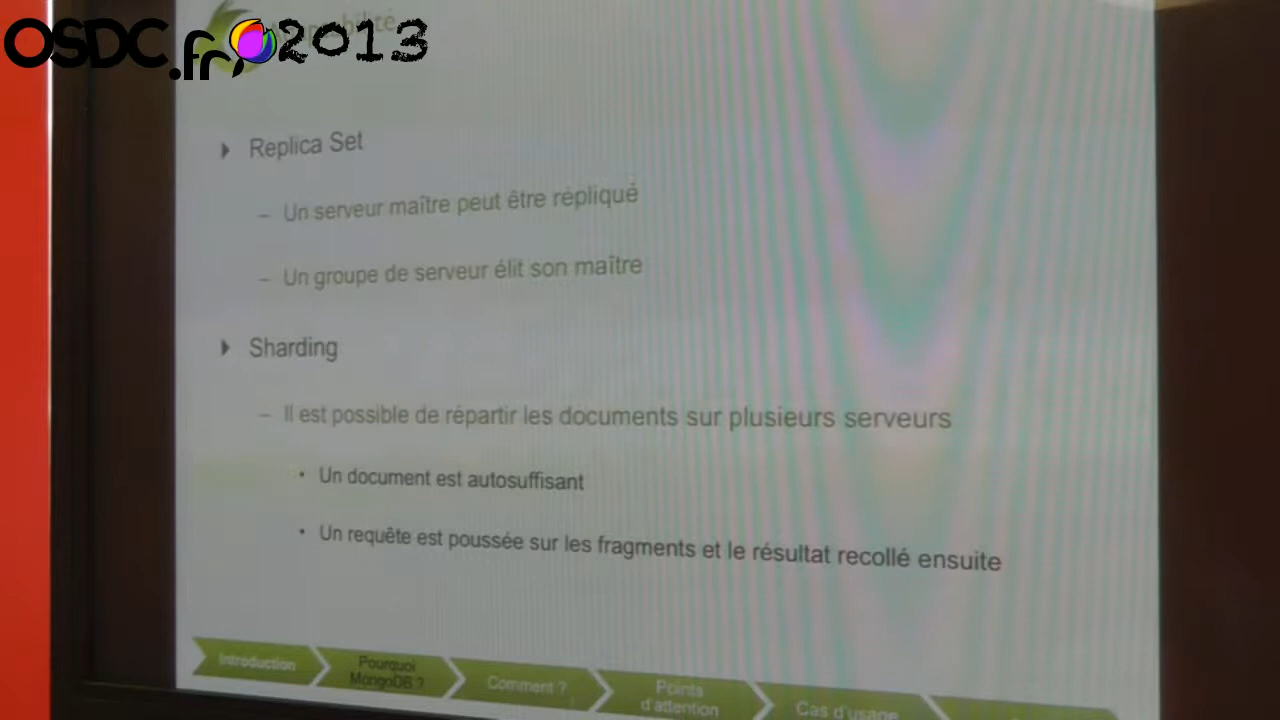 OSDC.fr 2013
Replica Set
– Un serveur maître peut être répliqué
– Un groupe de serveur élit son maître
Sharding
– Il est possible de répartir les documents sur plusieurs serveurs
• Un document est autosuffisant
• Un requête est poussée sur les fragments et le résultat recollé ensuite
Introduction
Pourquoi
MongoDB ?
Comment ?
Points
d'attention
Cas d'usage